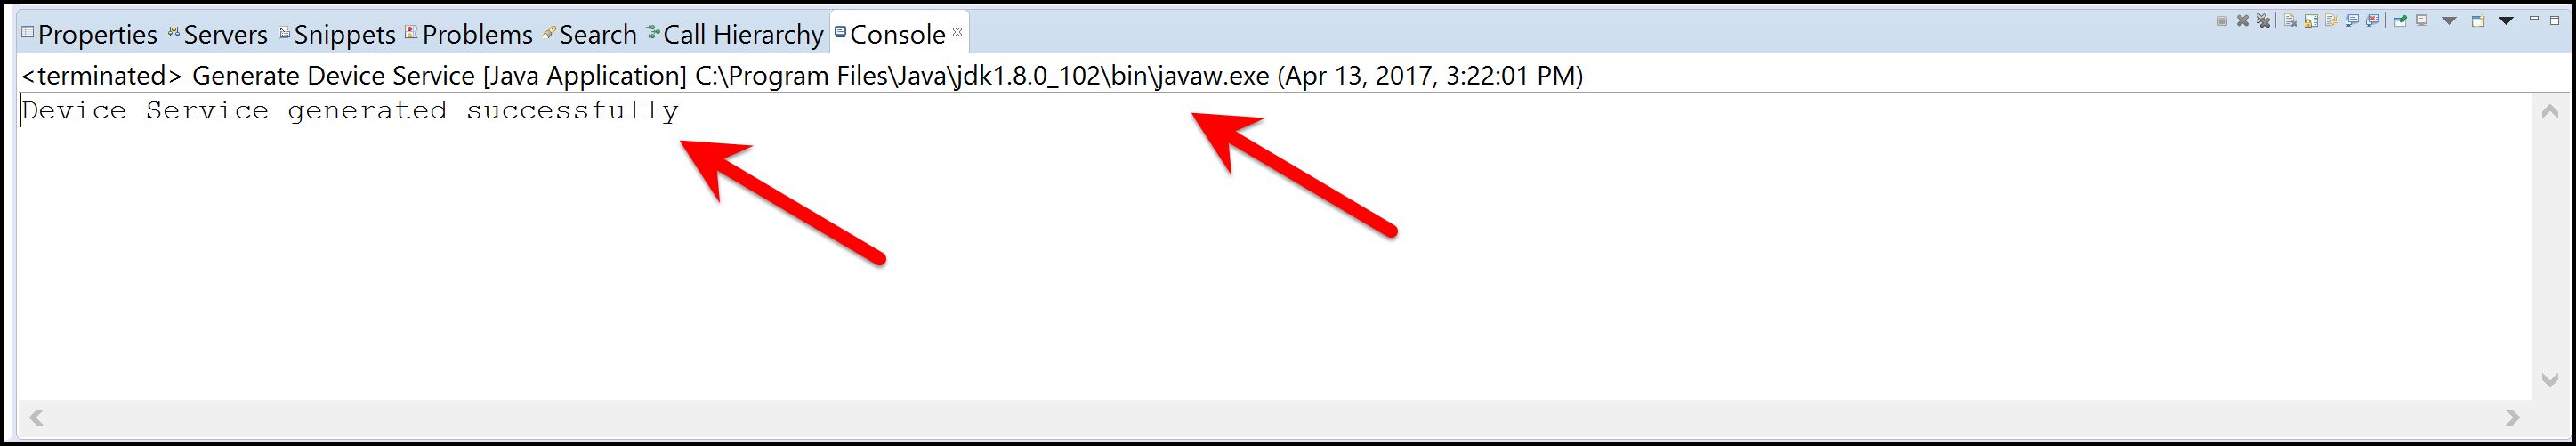 Properties Servers Snippets Problems Search Call Hierarchy Console
<terminated> Generate Device Service [Java Application] C:\Program Files\Java\jdk1.8.0_102\bin\javaw.exe (Apr 13, 2017, 3:22:01 PM)
Device Service generated successfully